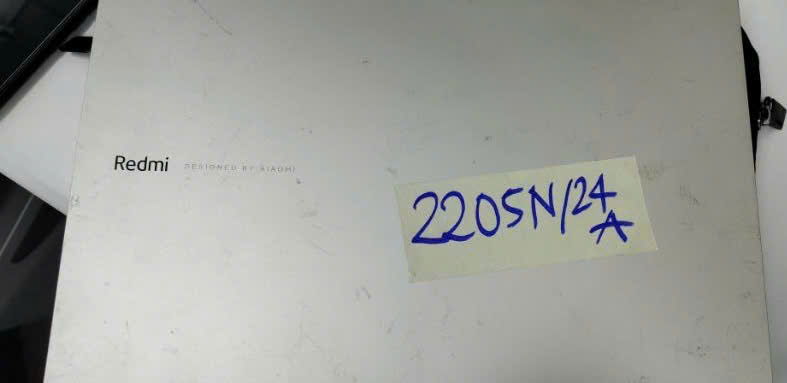 Redmi DESIGNED BY XIAOMI
2205N/24
A